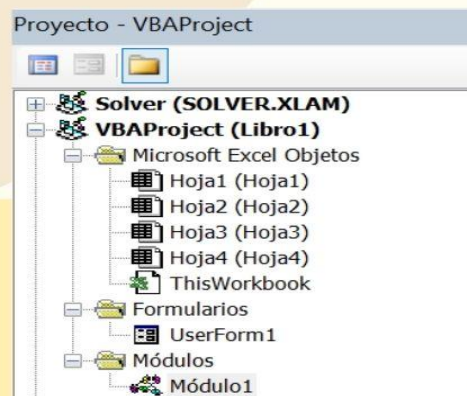 Proyecto - VBAProject
Solver (SOLVER.XLAM)
VBAProject (Libro1)
Microsoft Excel Objetos
Hoja1 (Hoja1)
Hoja2 (Hoja2)
Hoja3 (Hoja3)
Hoja4 (Hoja4)
ThisWorkbook
Formularios
UserForm1
Módulos
Módulo1